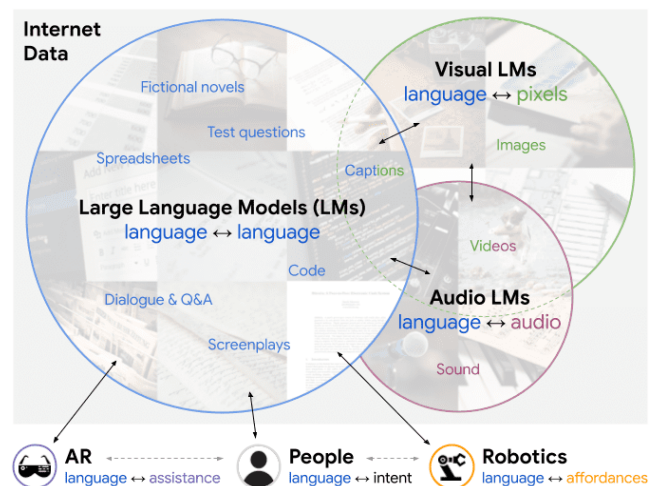 Internet
Data
Visual LMs
language ↔ pixels
Fictional novels
Test questions
Images
Spreadsheets
Captions
Large Language Models (LMs)
language ↔ language
Videos
Code
Dialogue & Q&A
Audio LMs
language ↔ audio
Screenplays
Sound
AR
language ↔ assistance
People
language ↔ intent
Robotics
language ↔ affordances